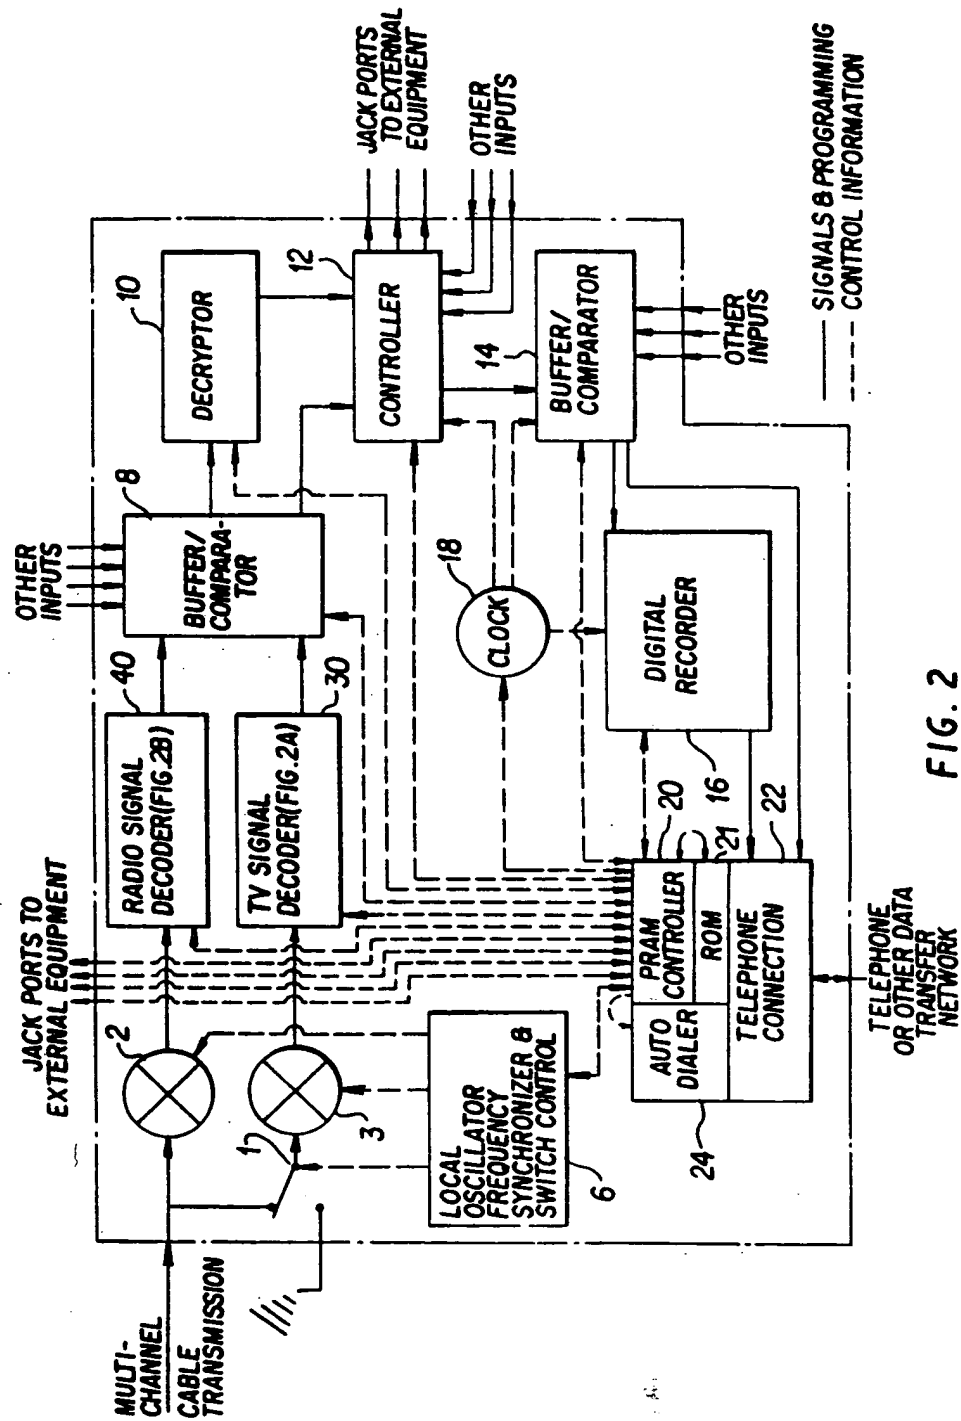 MULTI-
CHANNEL
CABLE
TRANSMISSION
JACK PORTS TO
EXTERNAL EQUIPMENT
2
1
3
LOCAL
OSCILLATOR
FREQUENCY
SYNCHRONIZER &
SWITCH CONTROL
6
RADIO SIGNAL
DECODER(FIG.2B)
40
TV SIGNAL
DECODER(FIG.2A)
30
OTHER
INPUTS
BUFFER/
COMPARA-
TOR
8
DECRYPTOR
10
CONTROLLER
12
JACK PORTS
TO EXTERNAL
EQUIPMENT
OTHER
INPUTS
BUFFER/
COMPARATOR
14
OTHER
INPUTS
CLOCK
18
DIGITAL
RECORDER
16
PRAM
CONTROLLER
20
ROM
21
AUTO
DIALER
24
TELEPHONE
CONNECTION
22
TELEPHONE
OR OTHER DATA
TRANSFER
NETWORK
SIGNALS & PROGRAMMING
CONTROL INFORMATION
FIG. 2